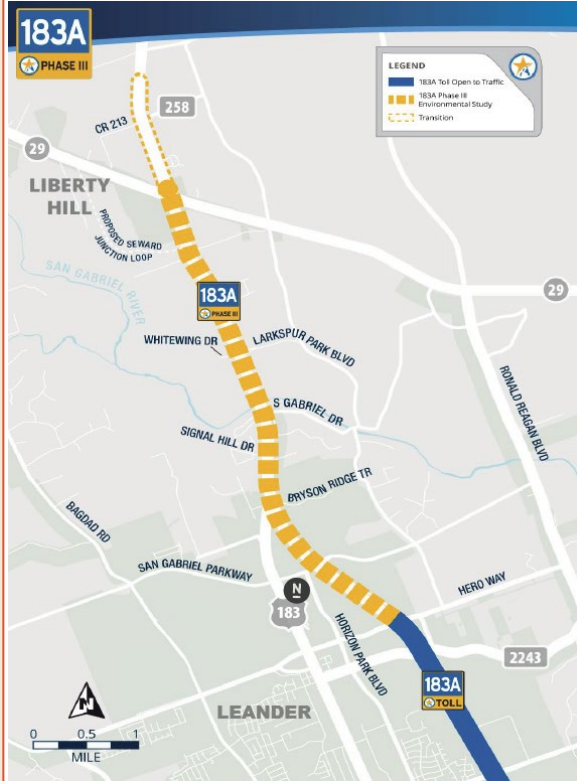 183A
PHASE III
LEGEND
183A Toll Open to Traffic
183A Phase III
Environmental Study
Transition
258
CR 213
29
LIBERTY
HILL
PROPOSED SEWARD
JUNCTION LOOP
SAN GABRIEL
RIVER
183A
PHASE III
29
WHITEWING DR
LARKSPUR PARK BLVD
RONALD REAGAN BLVD
S GABRIEL DR
SIGNAL HILL DR
BRYSON RIDGE TR
BAGDAD RD
SAN GABRIEL PARKWAY
HERO WAY
N
183
HORIZON PARK BLVD
2243
183A
TOLL
LEANDER
N
0 0.5 1
MILE